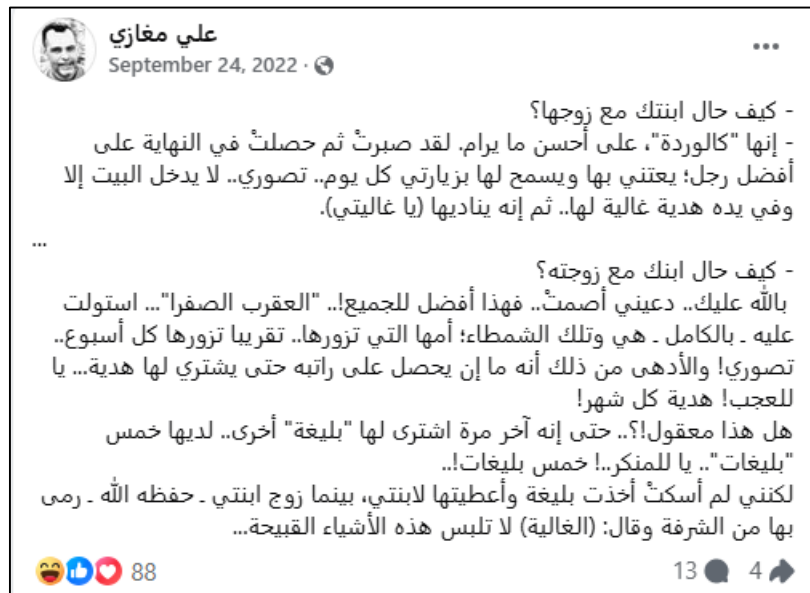 علي مغازي
September 24, 2022 ·
- كيف حال ابنتك مع زوجها؟
- إنها "كالوردة"، على أحسن ما يرام. لقد صبرتْ ثم حصلتْ في النهاية على
أفضل رجل؛ يعتني بها ويسمح لها بزيارتي كل يوم.. تصوري.. لا يدخل البيت إلا
وفي يده هدية غالية لها.. ثم إنه يناديها (يا غاليتي).
...
- كيف حال ابنك مع زوجته؟
بالله عليك.. دعيني أصمتْ.. فهذا أفضل للجميع!.. "العقرب الصفرا"... استولت
عليه ـ بالكامل ـ هي وتلك الشمطاء؛ أمها التي تزورها.. تقريبا تزورها كل أسبوع..
تصوري! والأدهى من ذلك أنه ما إن يحصل على راتبه حتى يشتري لها هدية... يا
للعجب! هدية كل شهر!
هل هذا معقول!؟.. حتى إنه آخر مرة اشترى لها "بليغة" أخرى.. لديها خمس
"بليغات".. يا للمنكر..! خمس بليغات!..
لكنني لم أسكتْ أخذت بليغة وأعطيتها لابنتي، بينما زوج ابنتي ـ حفظه الله ـ رمى
بها من الشرفة وقال: (الغالية) لا تلبس هذه الأشياء القبيحة...
88
13 4